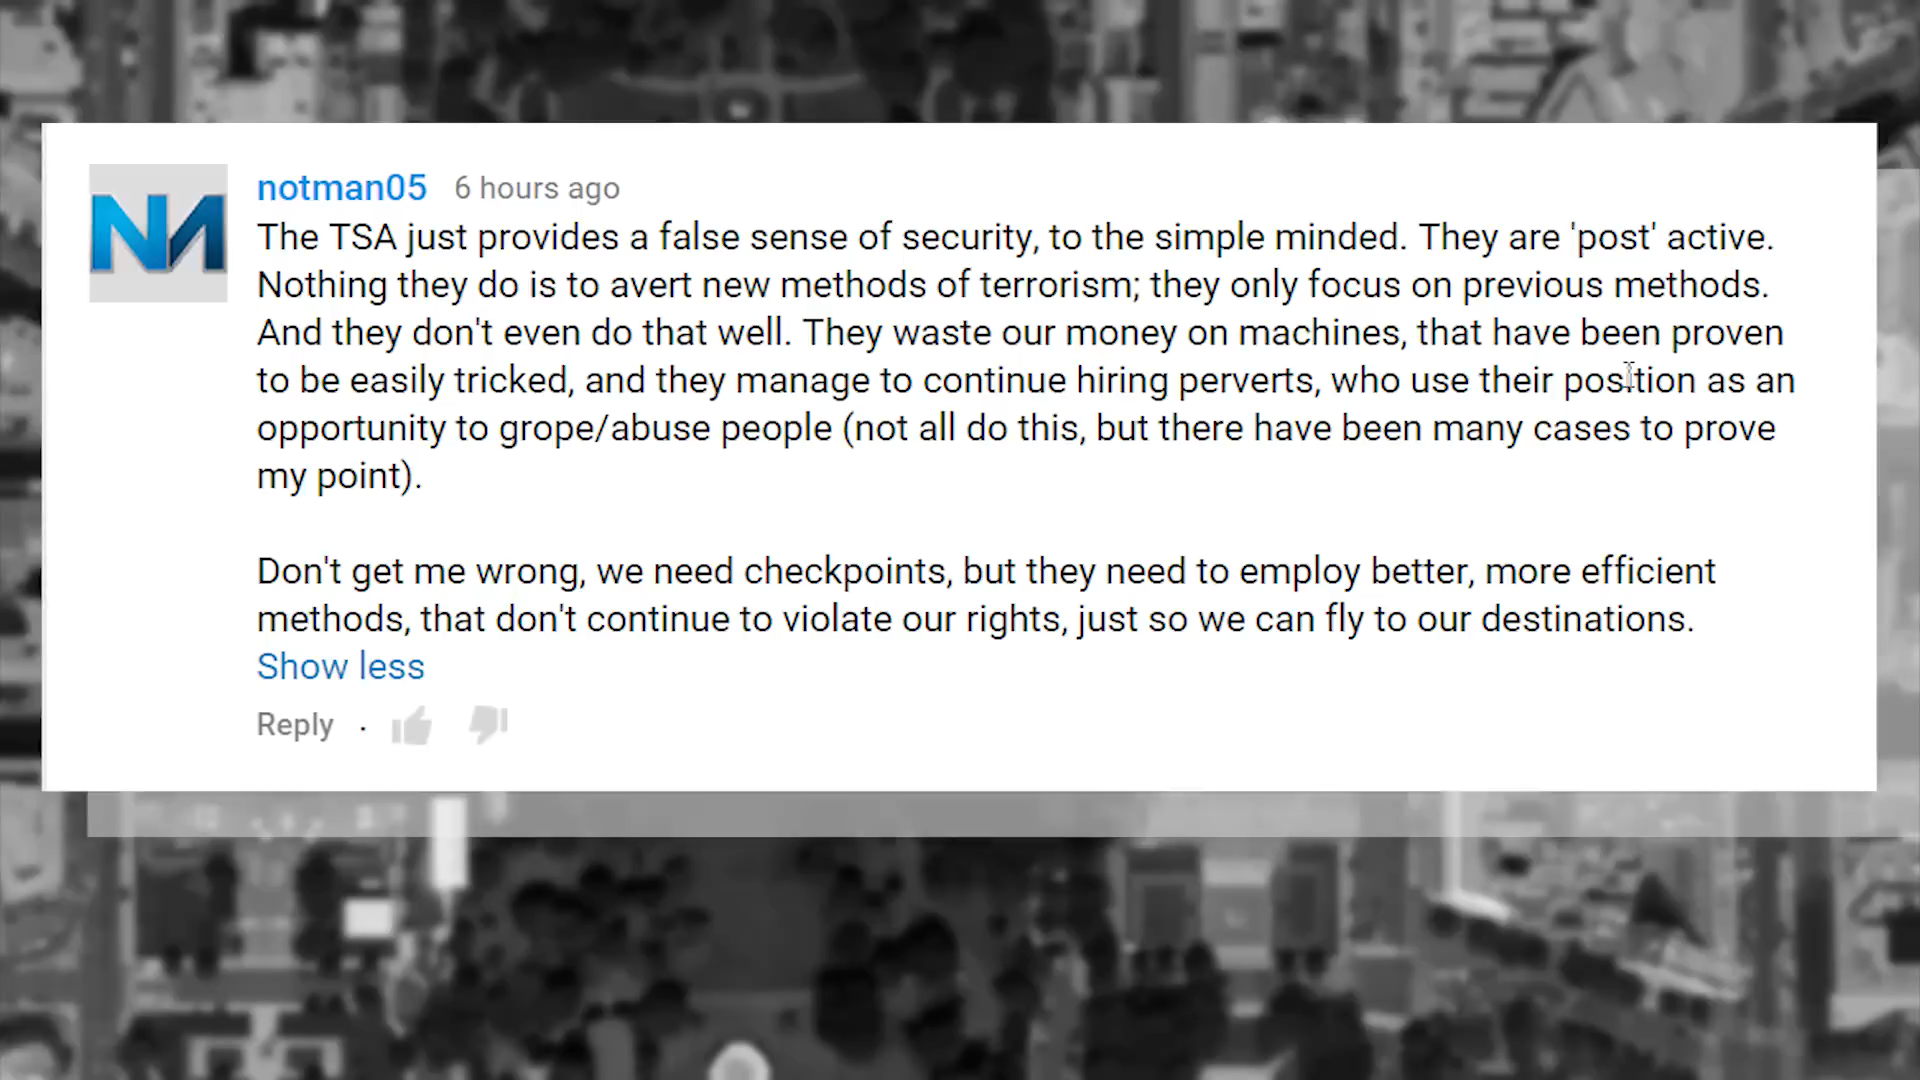 NM
notman05 6 hours ago
The TSA just provides a false sense of security, to the simple minded. They are 'post' active.
Nothing they do is to avert new methods of terrorism; they only focus on previous methods.
And they don't even do that well. They waste our money on machines, that have been proven
to be easily tricked, and they manage to continue hiring perverts, who use their position as an
opportunity to grope/abuse people (not all do this, but there have been many cases to prove
my point).
Don't get me wrong, we need checkpoints, but they need to employ better, more efficient
methods, that don't continue to violate our rights, just so we can fly to our destinations.
Show less
Reply ·